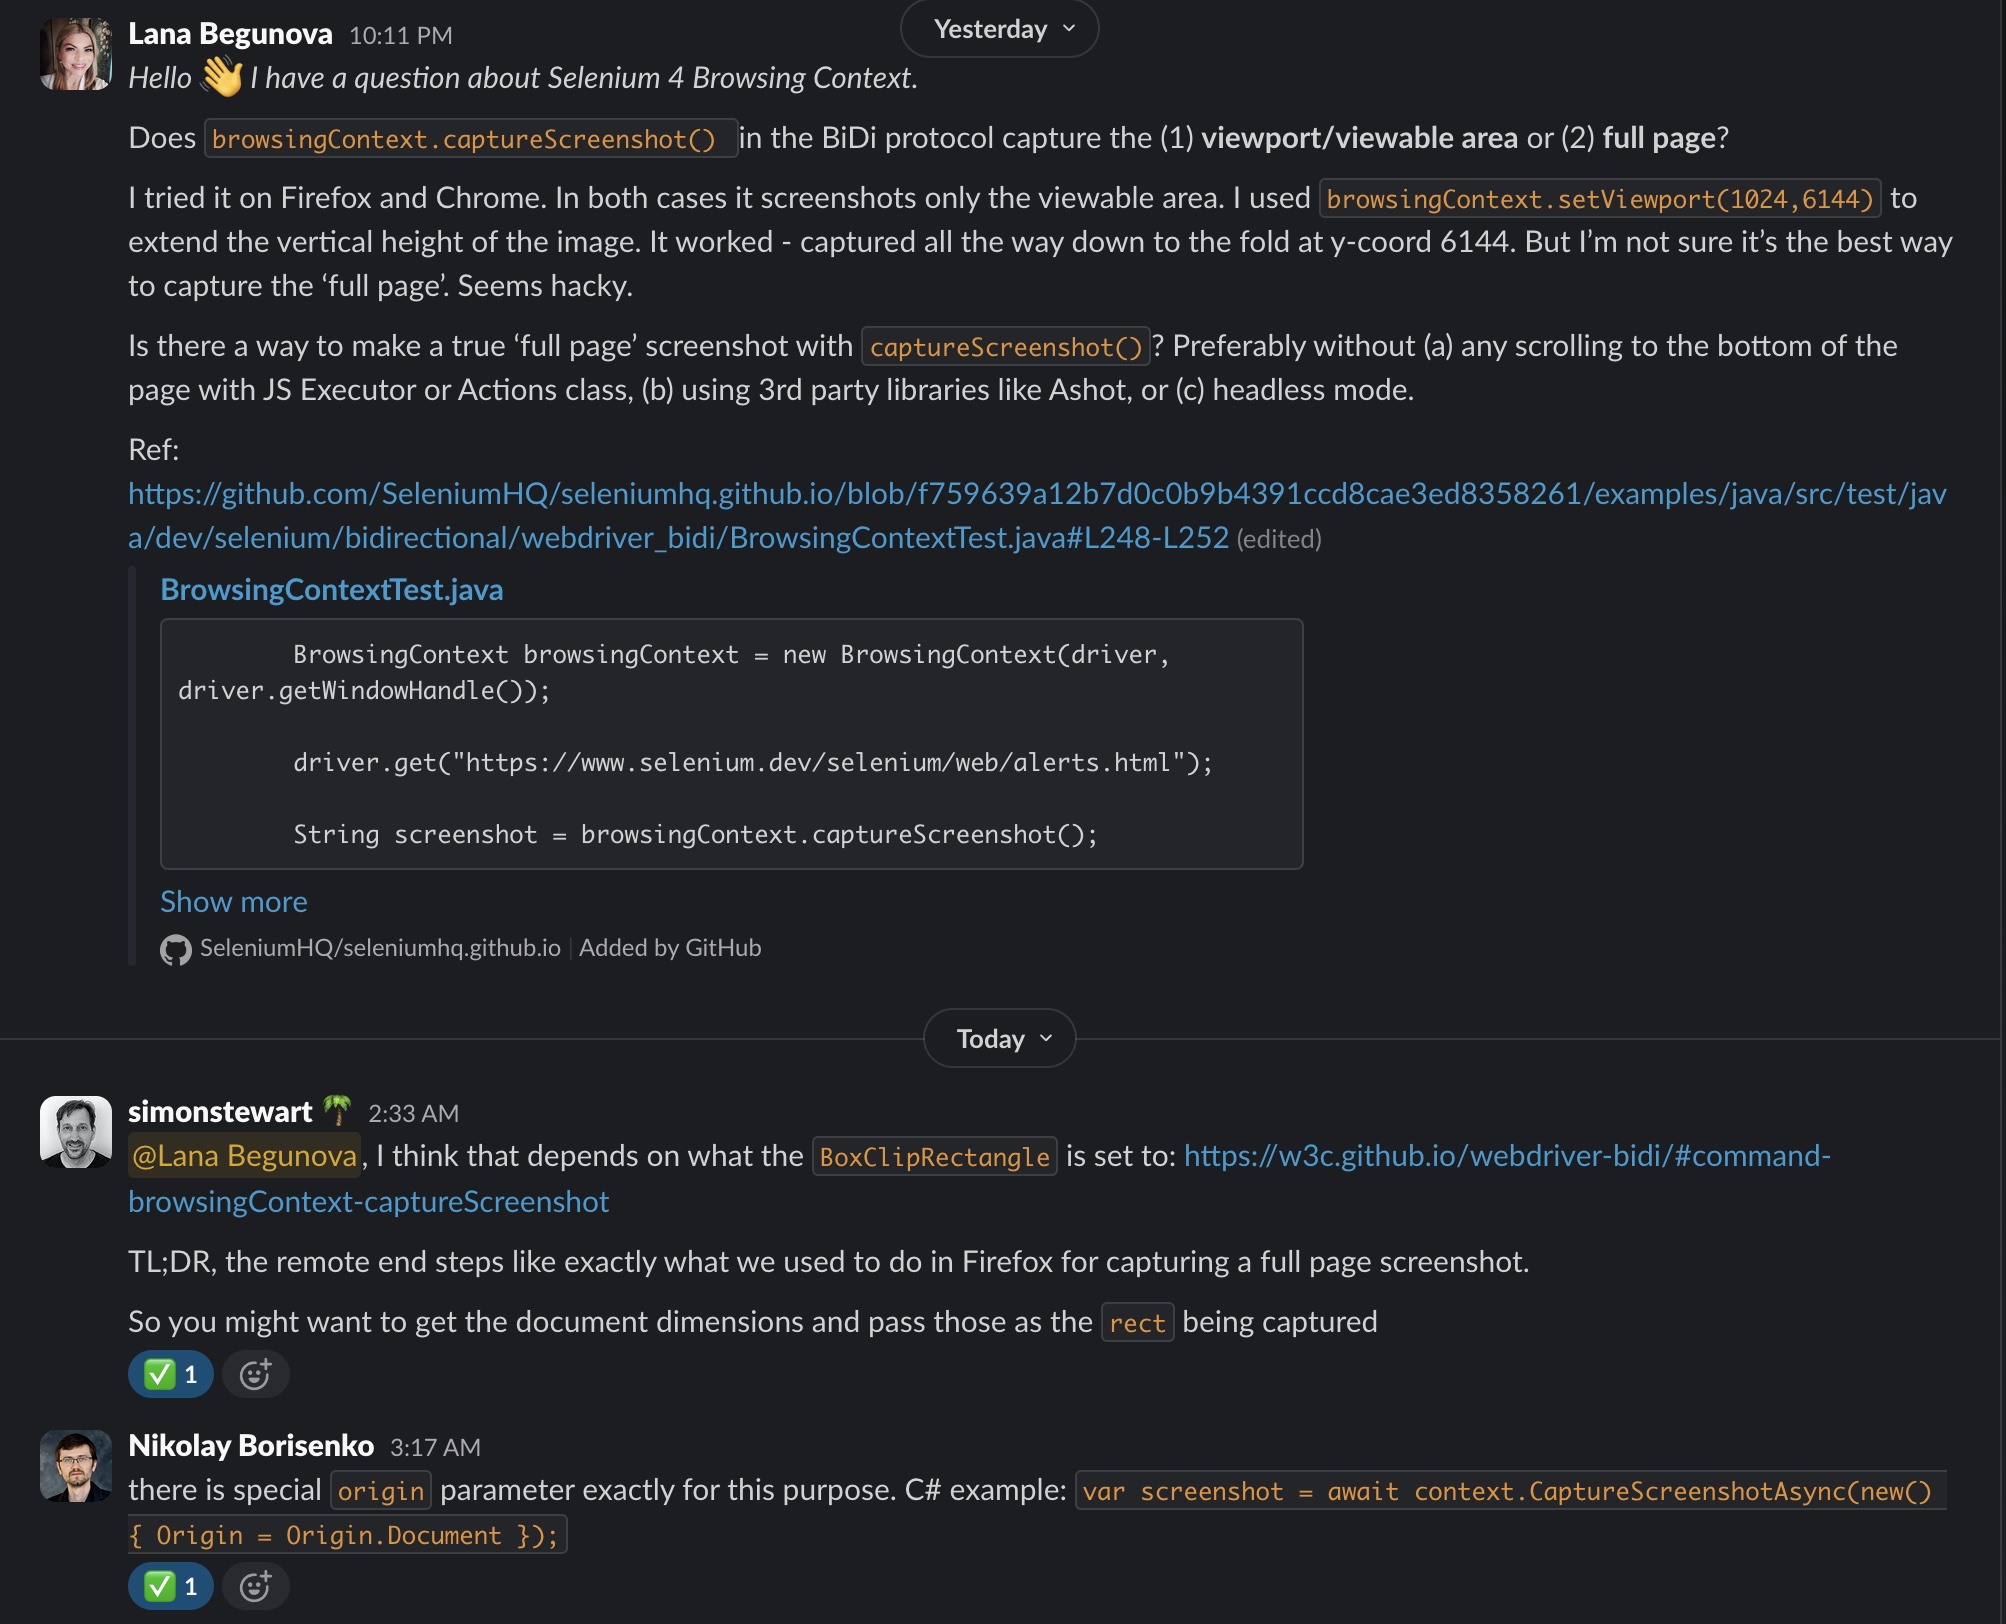 Lana Begunova 10:11 PM
Yesterday
Hello 👋 I have a question about Selenium 4 Browsing Context.
Does browsingContext.captureScreenshot() in the BiDi protocol capture the (1) viewport/viewable area or (2) full page?
I tried it on Firefox and Chrome. In both cases it screenshots only the viewable area. I used browsingContext.setViewport(1024,6144) to
extend the vertical height of the image. It worked - captured all the way down to the fold at y-coord 6144. But I’m not sure it’s the best way
to capture the ‘full page’. Seems hacky.
Is there a way to make a true ‘full page’ screenshot with captureScreenshot()? Preferably without (a) any scrolling to the bottom of the
page with JS Executor or Actions class, (b) using 3rd party libraries like Ashot, or (c) headless mode.
Ref:
https://github.com/SeleniumHQ/seleniumhq.github.io/blob/f759639a12b7d0c0b9b4391ccd8cae3ed8358261/examples/java/src/test/jav
a/dev/selenium/bidirectional/webdriver_bidi/BrowsingContextTest.java#L248-L252 (edited)
BrowsingContextTest.java
BrowsingContext browsingContext = new BrowsingContext(driver,
driver.getWindowHandle());
driver.get("https://www.selenium.dev/selenium/web/alerts.html");
String screenshot = browsingContext.captureScreenshot();
Show more
SeleniumHQ/seleniumhq.github.io | Added by GitHub
Today
simonstewart 🌴 2:33 AM
@Lana Begunova, I think that depends on what the BoxClipRectangle is set to: https://w3c.github.io/webdriver-bidi/#command-
browsingContext-captureScreenshot
TL;DR, the remote end steps like exactly what we used to do in Firefox for capturing a full page screenshot.
So you might want to get the document dimensions and pass those as the rect being captured
✅ 1
Nikolay Borisenko 3:17 AM
there is special origin parameter exactly for this purpose. C# example: var screenshot = await context.CaptureScreenshotAsync(new()
{ Origin = Origin.Document });
✅ 1